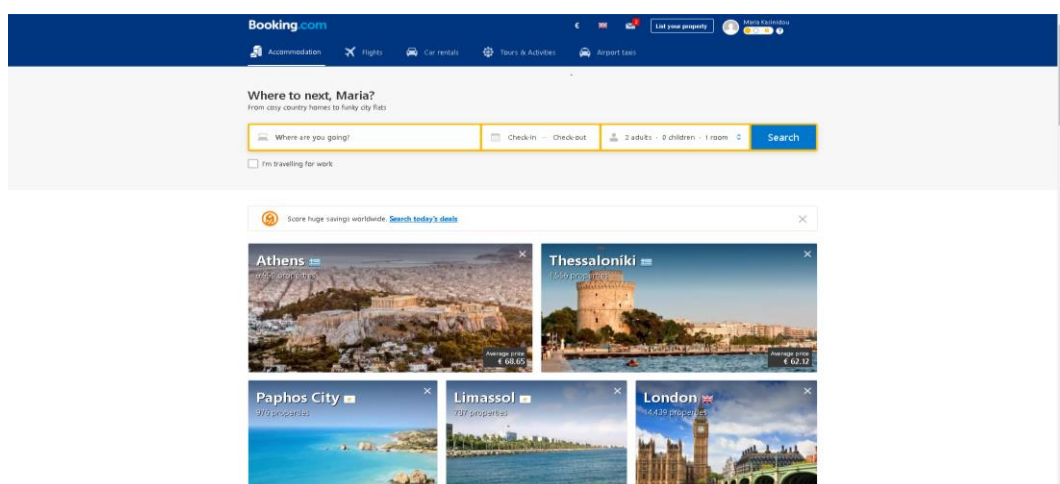 Booking.com
€ List your property Maria Kasinidou
Accommodation Flights Car rentals Tours & Activities Airport taxis
Where to next, Maria?
From cosy country homes to funky city flats
Where are you going? Check-in — Check-out 2 adults · 0 children · 1 room Search
I'm travelling for work
Score huge savings worldwide. Search today's deals
Athens
properties
Average price
€ 68.65
Thessaloniki
properties
Average price
€ 62.12
Paphos City
976 properties
Limassol
787 properties
London
14,439 properties